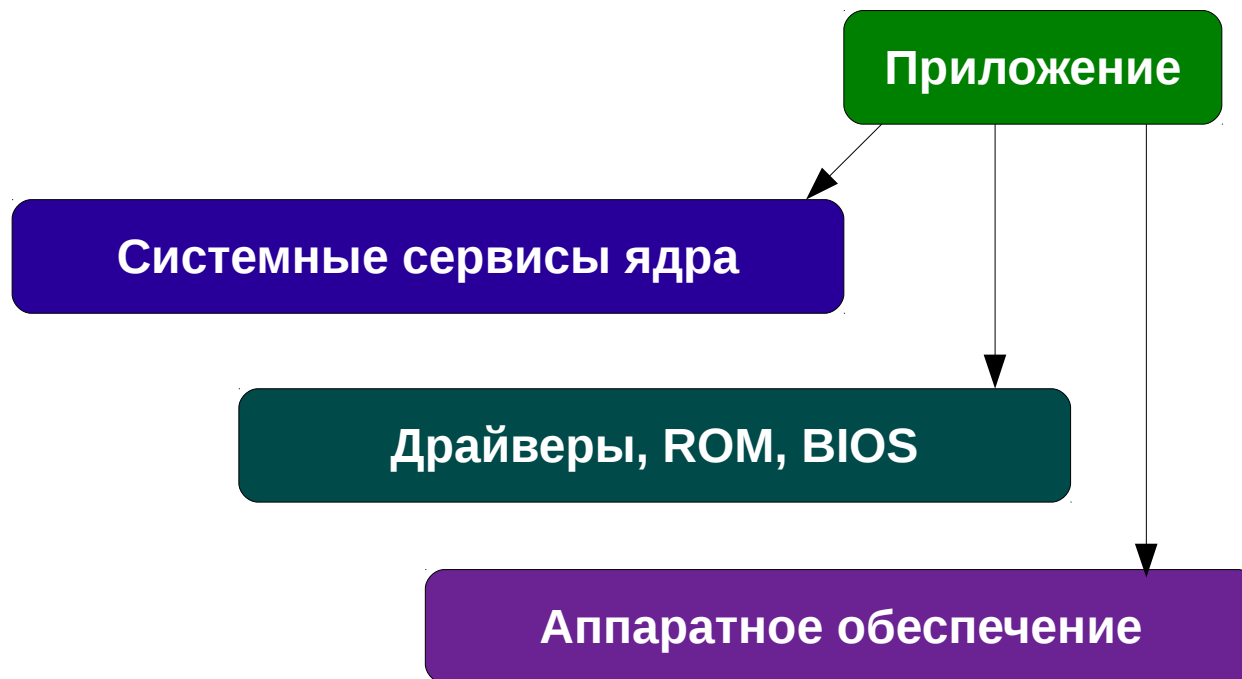 Приложение
Системные сервисы ядра
Драйверы, ROM, BIOS
Аппаратное обеспечение